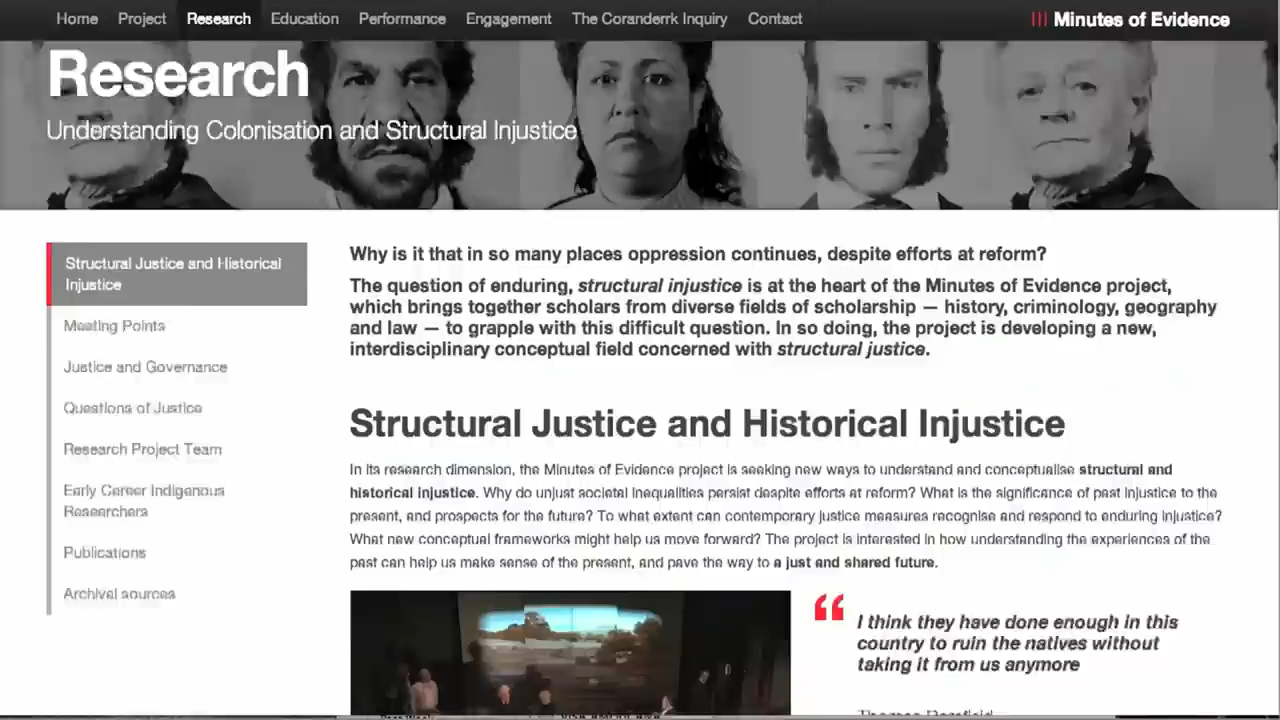 Home Project Research Education Performance Engagement The Coranderrk Inquiry Contact
Minutes of Evidence
Research
Understanding Colonisation and Structural Injustice
Structural Justice and Historical
Injustice
Meeting Points
Justice and Governance
Questions of Justice
Research Project Team
Early Career Indigenous
Researchers
Publications
Archival sources
Why is it that in so many places oppression continues, despite efforts at reform?
The question of enduring, structural injustice is at the heart of the Minutes of Evidence project,
which brings together scholars from diverse fields of scholarship — history, criminology, geography
and law — to grapple with this difficult question. In so doing, the project is developing a new,
interdisciplinary conceptual field concerned with structural justice.
Structural Justice and Historical Injustice
In its research dimension, the Minutes of Evidence project is seeking new ways to understand and conceptualise structural and
historical injustice. Why do unjust societal inequalities persist despite efforts at reform? What is the significance of past injustice to the
present, and prospects for the future? To what extent can contemporary justice measures recognise and respond to enduring injustice?
What new conceptual frameworks might help us move forward? The project is interested in how understanding the experiences of the
past can help us make sense of the present, and pave the way to a just and shared future.
“ I think they have done enough in this
country to ruin the natives without
taking it from us anymore